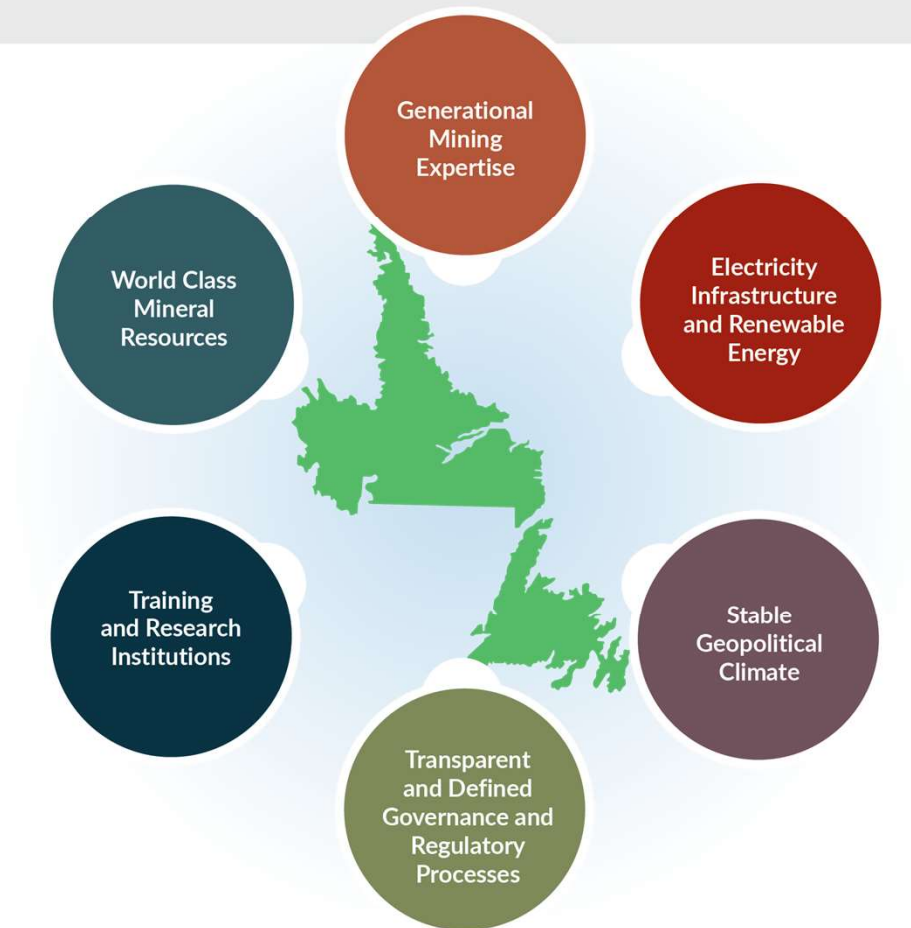 Generational
Mining
Expertise
Electricity
Infrastructure
and Renewable
Energy
Stable
Geopolitical
Climate
Transparent
and Defined
Governance and
Regulatory
Processes
Training
and Research
Institutions
World Class
Mineral
Resources